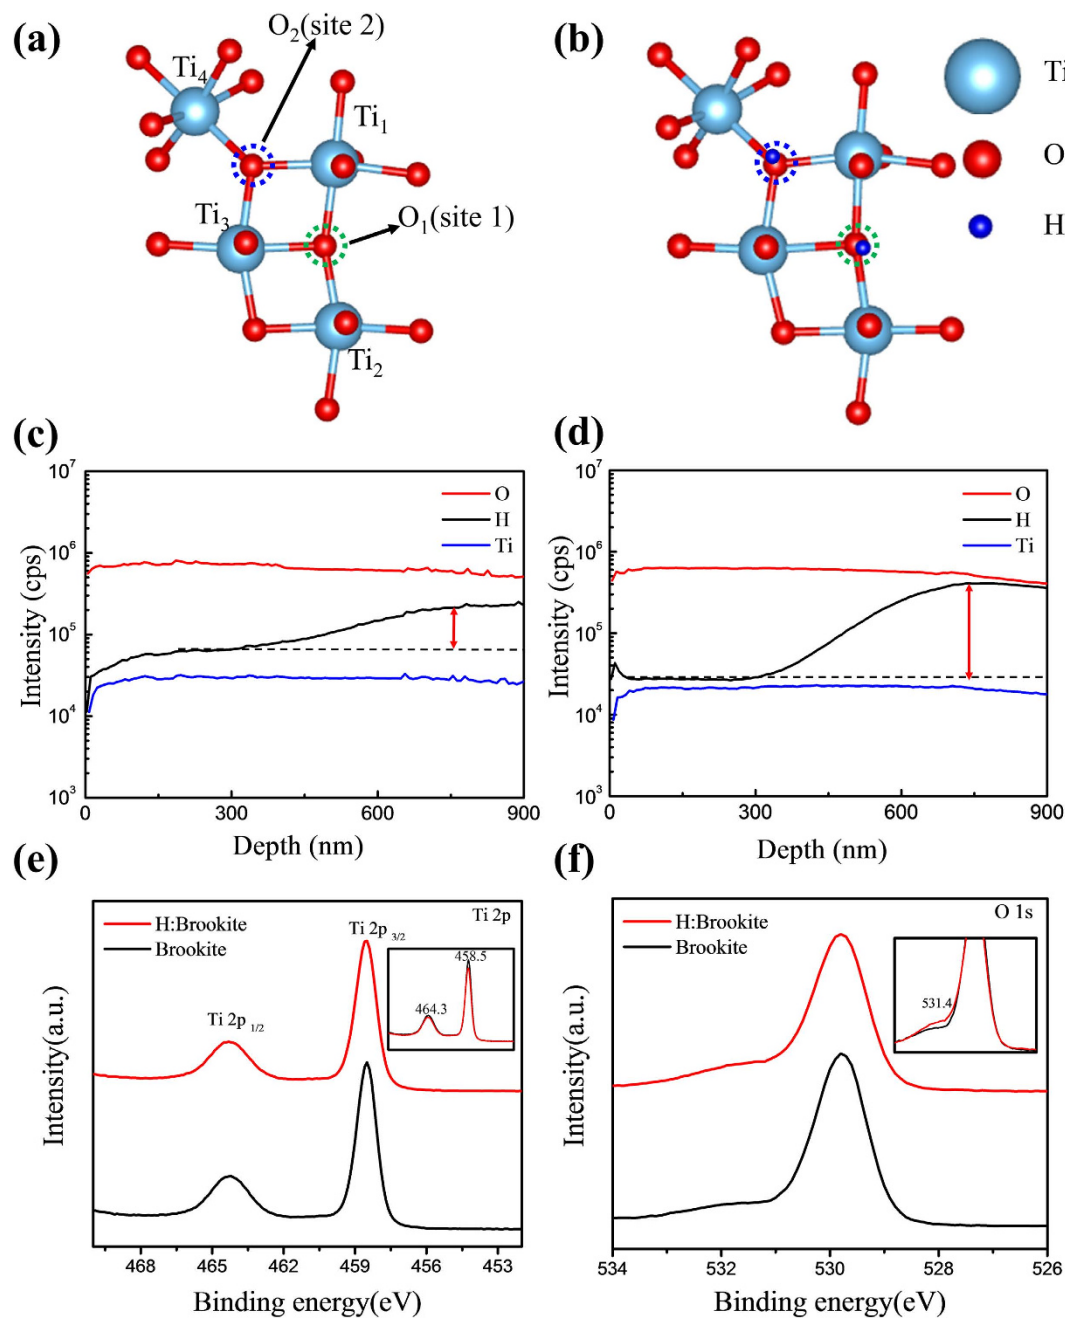 (a)
O2(site 2)
Ti4
Ti1
Ti3
O1(site 1)
Ti2
(b)
Ti
O
H
(c)
10^7
10^6
10^5
10^4
10^3
Intensity (cps)
O
H
Ti
0
300
600
900
Depth (nm)
(d)
10^7
10^6
10^5
10^4
10^3
Intensity (cps)
O
H
Ti
0
300
600
900
Depth (nm)
(e)
H:Brookite
Brookite
Ti 2p
Ti 2p 3/2
Ti 2p 1/2
458.5
464.3
Intensity(a.u.)
468
465
462
459
456
453
Binding energy(eV)
(f)
H:Brookite
Brookite
O 1s
531.4
Intensity(a.u.)
534
532
530
528
526
Binding energy(eV)